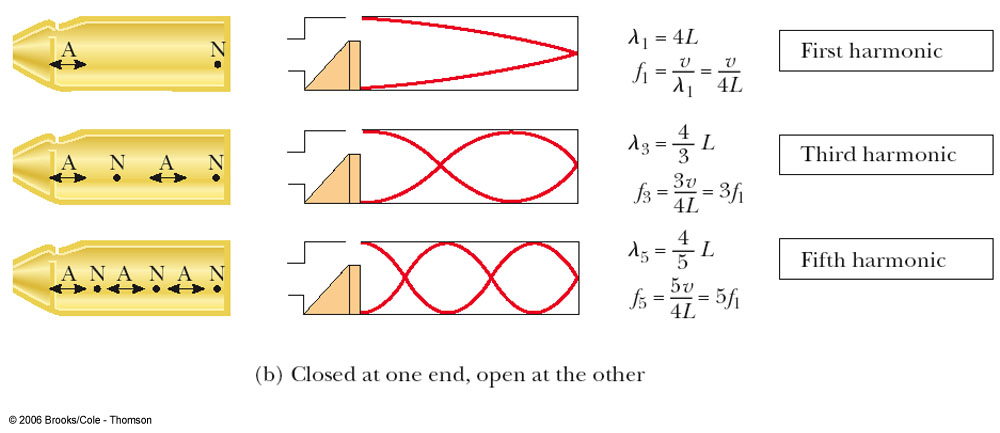 A N
λ₁ = 4L
f₁ = v/λ₁ = v/4L
First harmonic
A N A N
λ₃ = 4/3 L
f₃ = 3v/4L = 3f₁
Third harmonic
A N A N A N
λ₅ = 4/5 L
f₅ = 5v/4L = 5f₁
Fifth harmonic
(b) Closed at one end, open at the other
© 2006 Brooks/Cole - Thomson